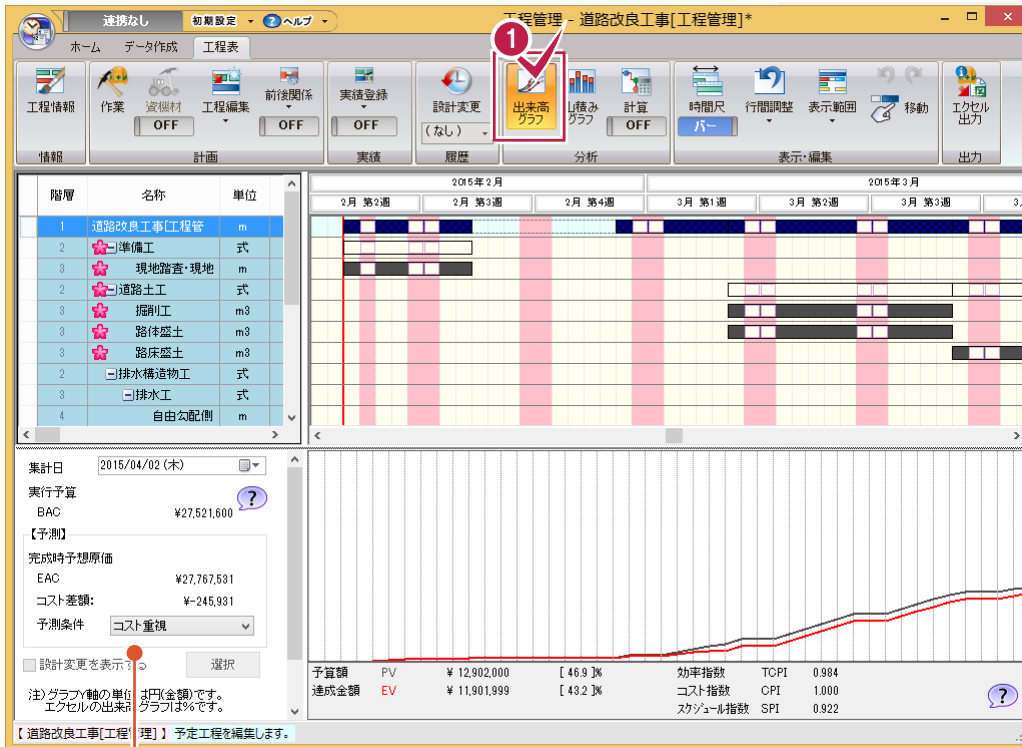 連携なし 初期設定 ヘルプ 工程管理 - 道路改良工事[工程管理]*
ホーム データ作成 工程表
1
工程情報 作業 資機材 OFF 工程編集 前後関係 OFF 実績登録 OFF 設計変更 (なし) 出来高グラフ 山積みグラフ 計算 OFF 時間尺 バー 行間調整 表示範囲 移動 エクセル出力
情報 計画 実績 履歴 分析 表示・編集 出力
階層 名称 単位
2015年2月 2015年3月
2月 第2週 2月 第3週 2月 第4週 3月 第1週 3月 第2週 3月 第3週
1 道路改良工事[工程管 m
2 準備工 式
3 現地踏査・現地 m
2 道路土工 式
3 掘削工 m3
3 路体盛土 m3
3 路床盛土 m3
2 排水構造物工 式
3 排水工 式
4 自由勾配側 m
集計日 2015/04/02 (木)
実行予算
BAC ¥27,521,600
?
【予測】
完成時予想原価
EAC ¥27,767,531
コスト差額: ¥-245,931
予測条件 コスト重視
設計変更を表示する 選択
注)グラフY軸の単位は円(金額)です。
エクセルの出来高グラフは%です。
予算額 PV ¥ 12,902,000 [ 46.9 ]% 効率指数 TCPI 0.984
達成金額 EV ¥ 11,901,999 [ 43.2 ]% コスト指数 CPI 1.000
スケジュール指数 SPI 0.922
?
【 道路改良工事[工程管理] 】 予定工程を編集します。